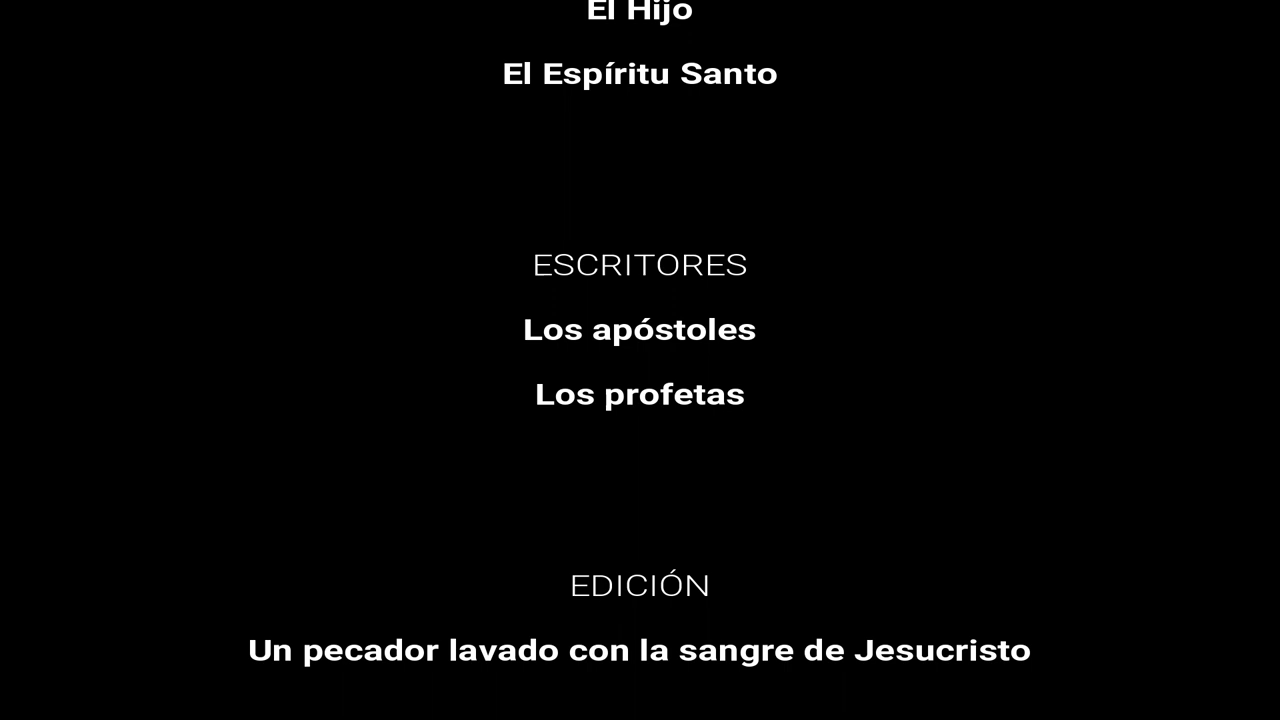 El Hijo
El Espíritu Santo
ESCRITORES
Los apóstoles
Los profetas
EDICIÓN
Un pecador lavado con la sangre de Jesucristo